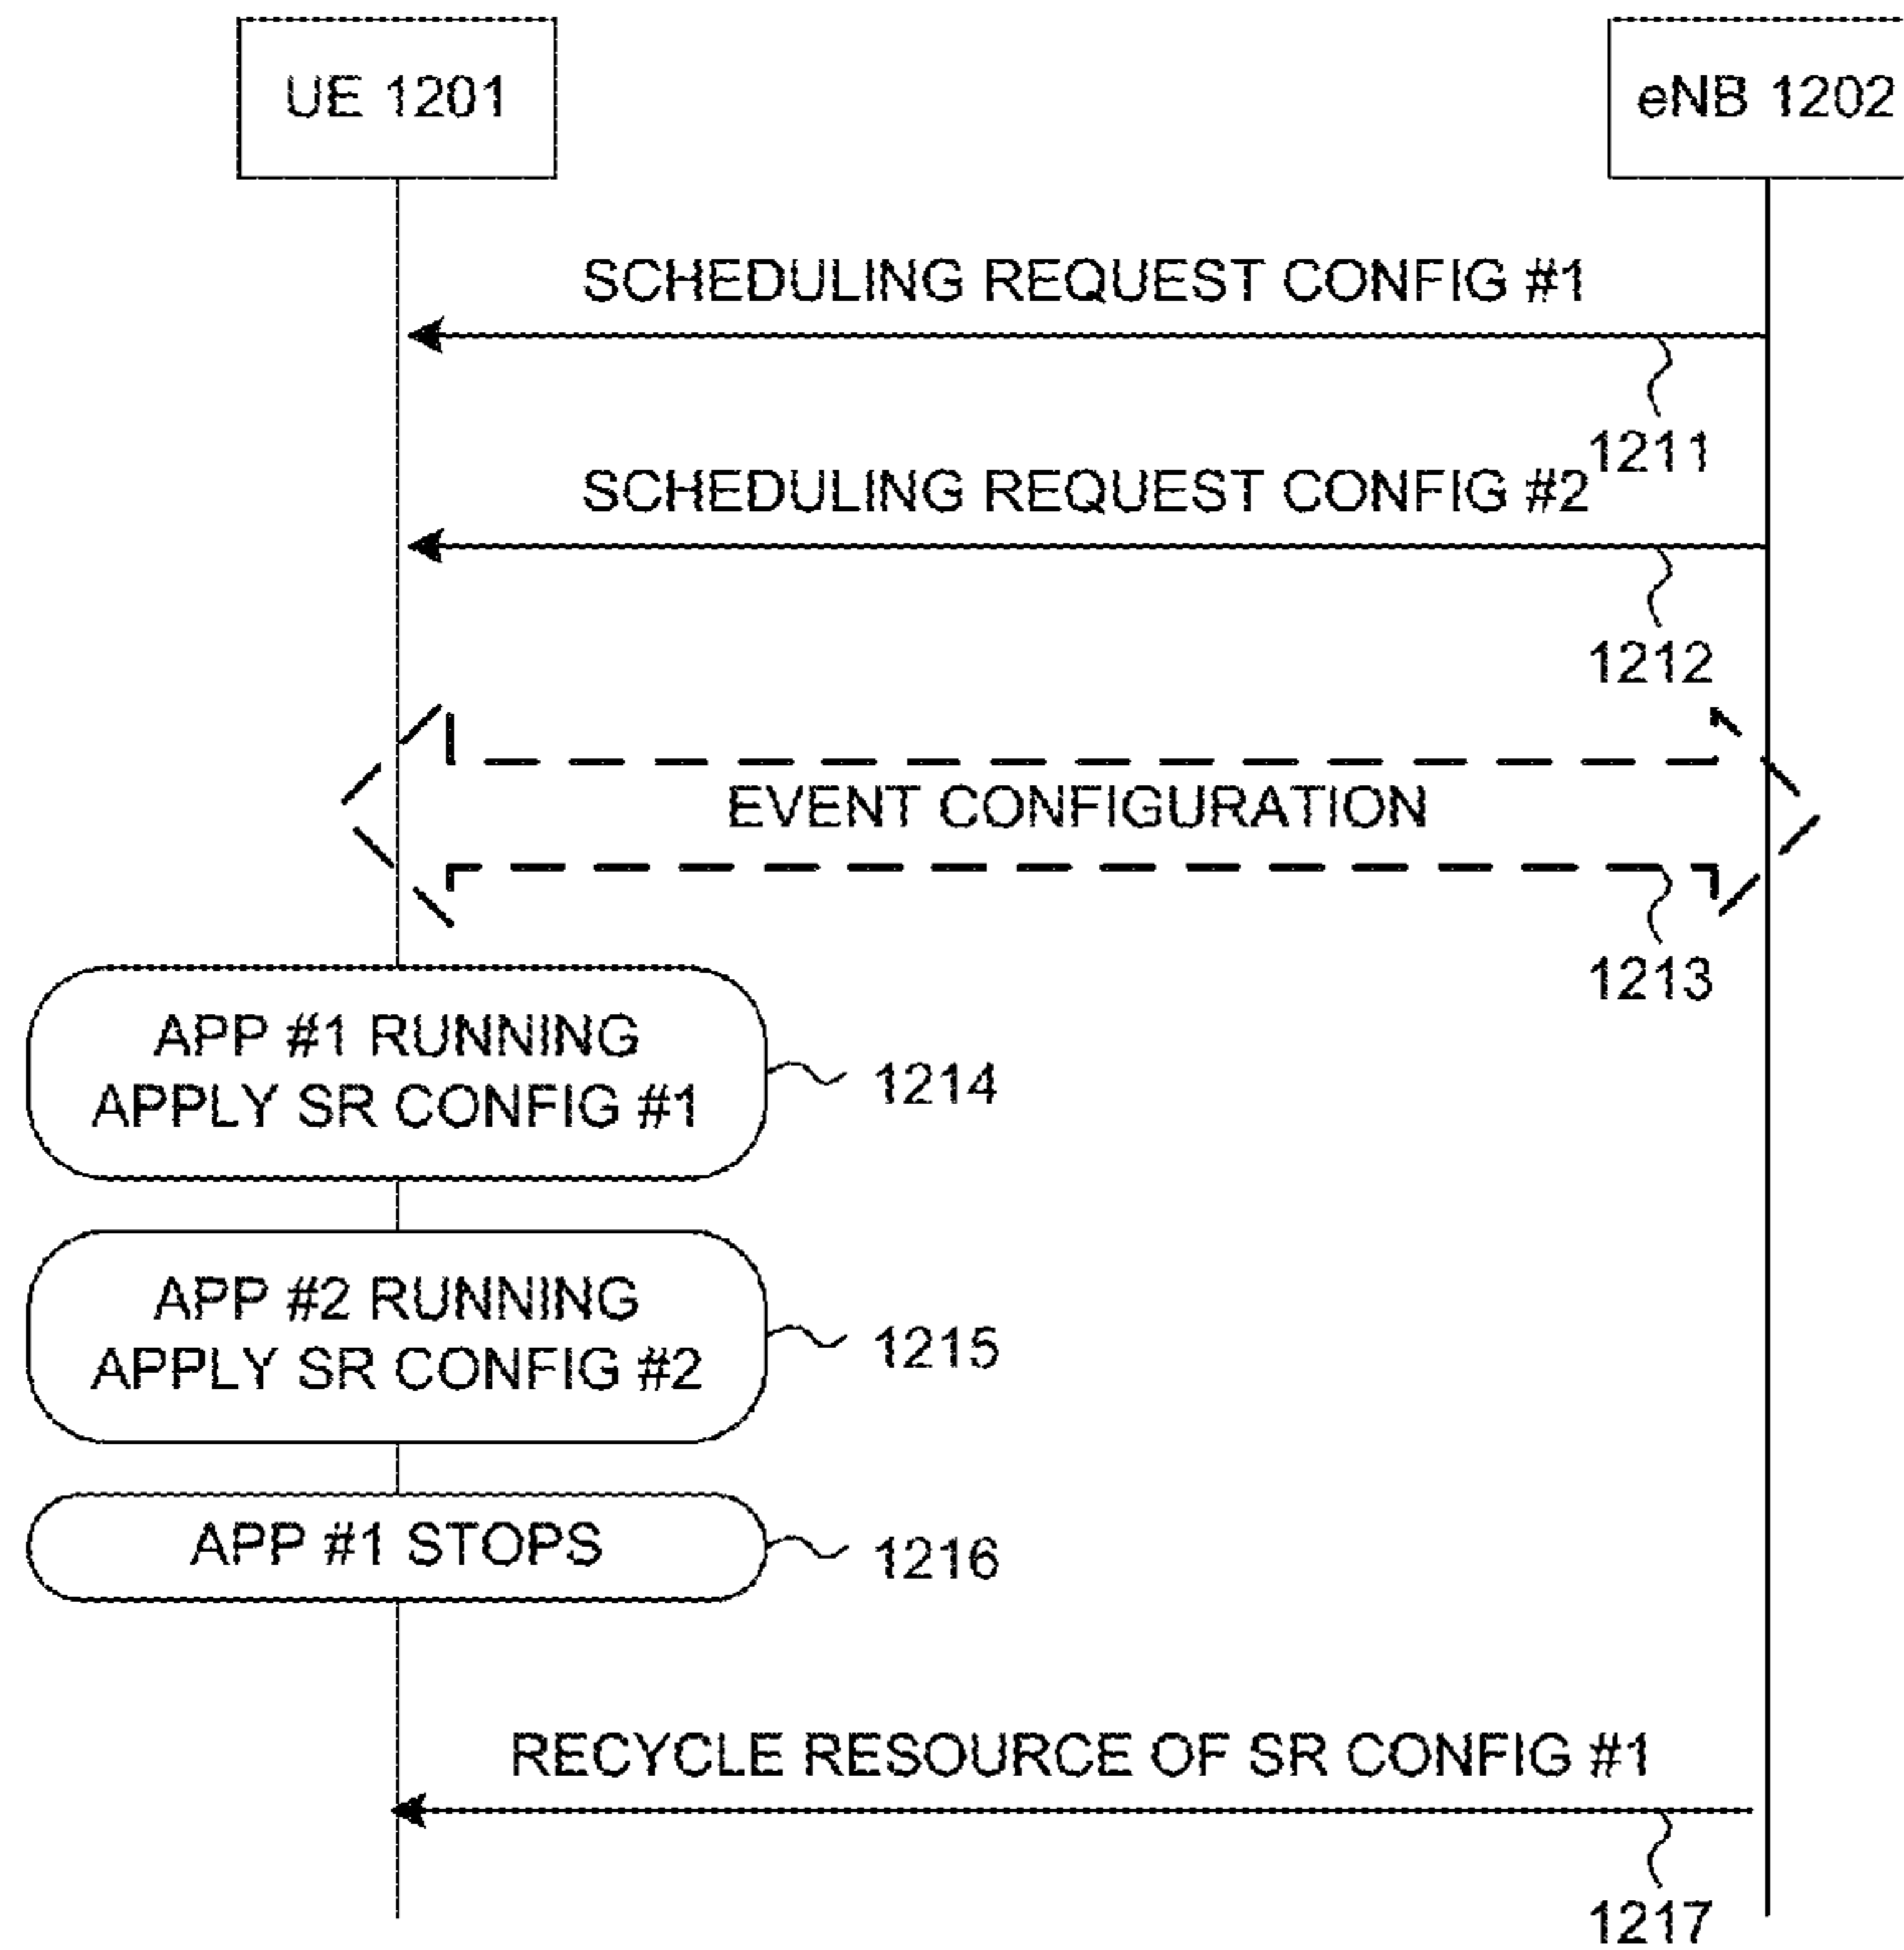 UE 1201
eNB 1202
SCHEDULING REQUEST CONFIG #1
1211
SCHEDULING REQUEST CONFIG #2
1212
EVENT CONFIGURATION
1213
APP #1 RUNNING
APPLY SR CONFIG #1
1214
APP #2 RUNNING
APPLY SR CONFIG #2
1215
APP #1 STOPS
1216
RECYCLE RESOURCE OF SR CONFIG #1
1217